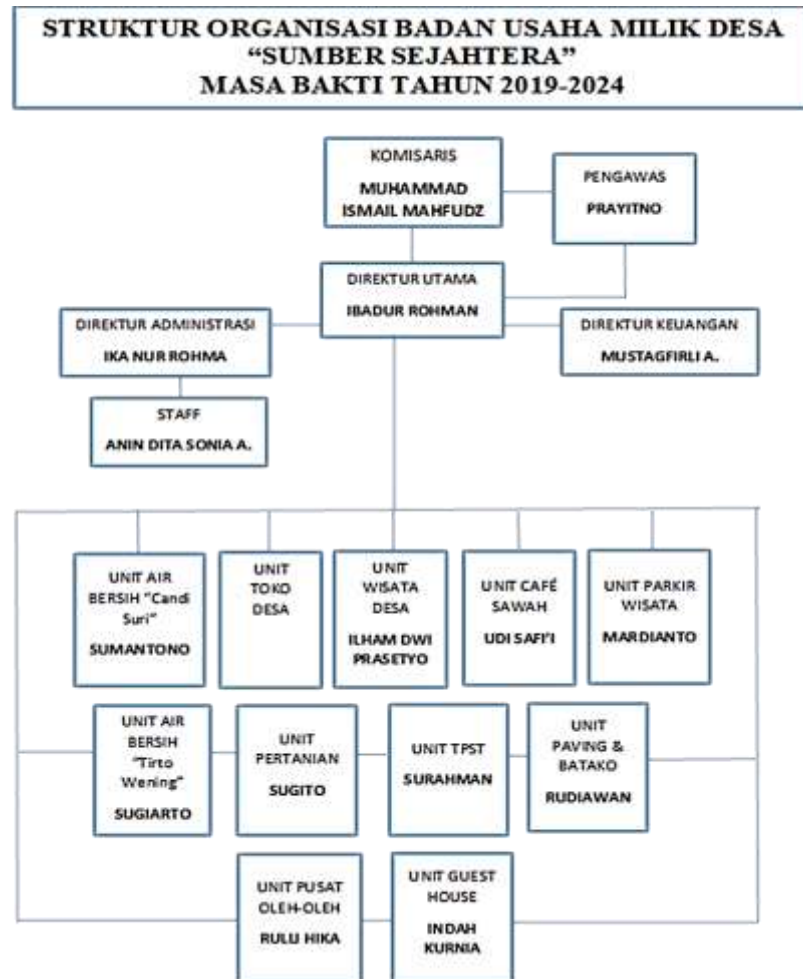 STRUKTUR ORGANISASI BADAN USAHA MILIK DESA
“SUMBER SEJAHTERA”
MASA BAKTI TAHUN 2019-2024
KOMISARIS
MUHAMMAD
ISMAIL MAHFUDZ
PENGAWAS
PRAYITNO
DIREKTUR UTAMA
IBADUR ROHMAN
DIREKTUR ADMINISTRASI
IKA NUR ROHMA
DIREKTUR KEUANGAN
MUSTAGFIRLI A.
STAFF
ANIN DITA SONIA A.
UNIT AIR
BERSIH “Candi
Suri”
SUMANTONO
UNIT
TOKO
DESA
UNIT
WISATA
DESA
ILHAM DWI
PRASETYO
UNIT CAFÉ
SAWAH
UDI SAFI’I
UNIT PARKIR
WISATA
MARDIANTO
UNIT AIR
BERSIH
“Tirto
Wening”
SUGIARTO
UNIT
PERTANIAN
SUGITO
UNIT TPST
SURAHMAN
UNIT
PAVING &
BATAKO
RUDIAWAN
UNIT PUSAT
OLEH-OLEH
RULIJ HIKA
UNIT GUEST
HOUSE
INDAH
KURNIA